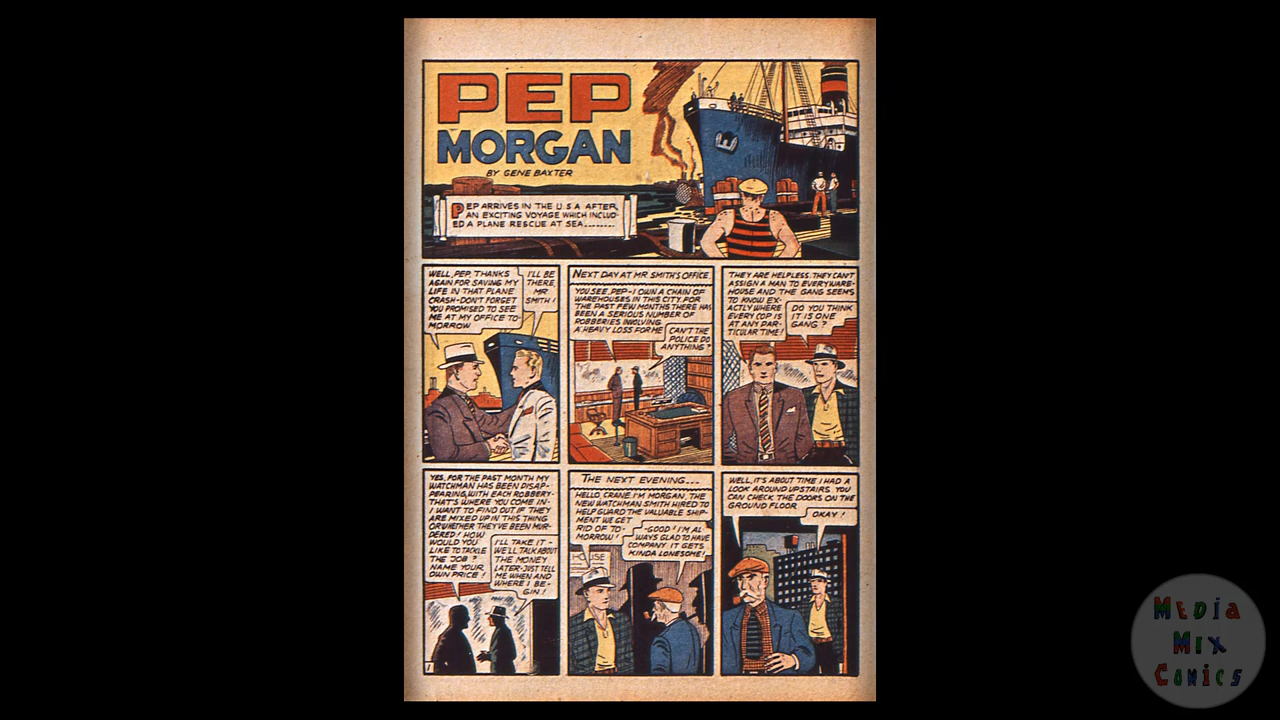 PEP
MORGAN
BY GENE BAXTER
PEP ARRIVES IN THE U S A AFTER
AN EXCITING VOYAGE WHICH INCLUD-
ED A PLANE RESCUE AT SEA........
WELL, PEP, THANKS
AGAIN FOR SAVING MY
LIFE IN THAT PLANE
CRASH-DON'T FORGET
YOU PROMISED TO SEE
ME AT MY OFFICE TO-
MORROW
I'LL BE
THERE,
MR
SMITH!
NEXT DAY AT MR SMITH'S OFFICE.
YOU SEE, PEP-I OWN A CHAIN OF
WAREHOUSES IN THIS CITY. FOR
THE PAST FEW MONTHS THERE HAS
BEEN A SERIOUS NUMBER OF
ROBBERIES INVOLVING
A HEAVY LOSS FOR ME
CAN'T THE
POLICE DO
ANYTHING?
THEY ARE HELPLESS. THEY CAN'T
ASSIGN A MAN TO EVERY WARE-
HOUSE AND THE GANG SEEMS
TO KNOW EX-
ACTLY WHERE
EVERY COP IS
AT ANY PAR-
TICULAR TIME!
DO YOU THINK
IT IS ONE
GANG?
YES, FOR THE PAST MONTH MY
WATCHMAN HAS BEEN DISAP-
PEARING, WITH EACH ROBBERY-
THAT'S WHERE YOU COME IN-
I WANT TO FIND OUT IF THEY
ARE MIXED UP IN THIS THING
OR WHETHER THEY'VE BEEN MUR-
DERED! HOW
WOULD YOU
LIKE TO TACKLE
THE JOB?
NAME YOUR
OWN PRICE!
I'LL TAKE IT-
WE'LL TALK ABOUT
THE MONEY
LATER-JUST TELL
ME WHEN AND
WHERE I BE-
GIN!
1
THE NEXT EVENING...
HELLO, CRANE. I'M MORGAN, THE
NEW WATCHMAN SMITH HIRED TO
HELP GUARD THE VALUABLE SHIP-
MENT WE GET
RID OF TO-
MORROW!
-GOOD! I'M AL-
WAYS GLAD TO HAVE
COMPANY. IT GETS
KINDA LONESOME!
HOUSE
WELL, IT'S ABOUT TIME I HAD A
LOOK AROUND UPSTAIRS. YOU
CAN CHECK THE DOORS ON THE
GROUND FLOOR
OKAY!
MEDIA
MIX
COMICS